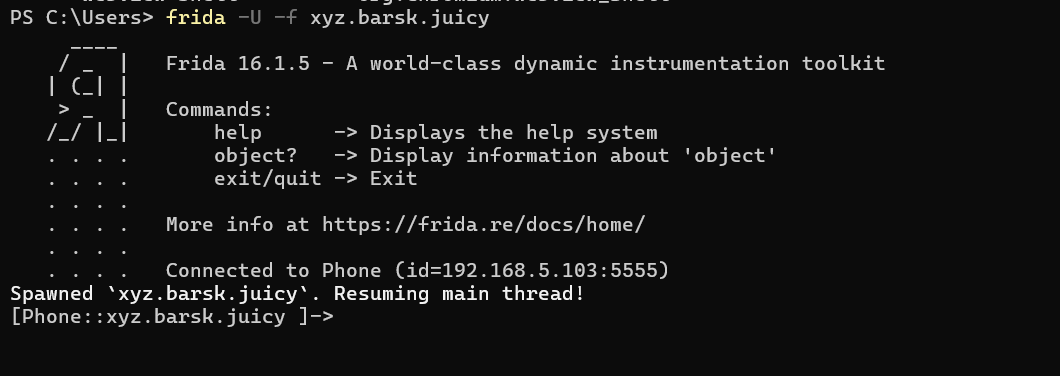 PS C:\Users> frida -U -f xyz.barsk.juicy
     ____
    / _  |   Frida 16.1.5 - A world-class dynamic instrumentation toolkit
   | (_| |
    > _  |   Commands:
   /_/ |_|       help      -> Displays the help system
   . . . .       object?   -> Display information about 'object'
   . . . .       exit/quit -> Exit
   . . . .
   . . . .   More info at https://frida.re/docs/home/
   . . . .
   . . . .   Connected to Phone (id=192.168.5.103:5555)
Spawned `xyz.barsk.juicy`. Resuming main thread!
[Phone::xyz.barsk.juicy ]->